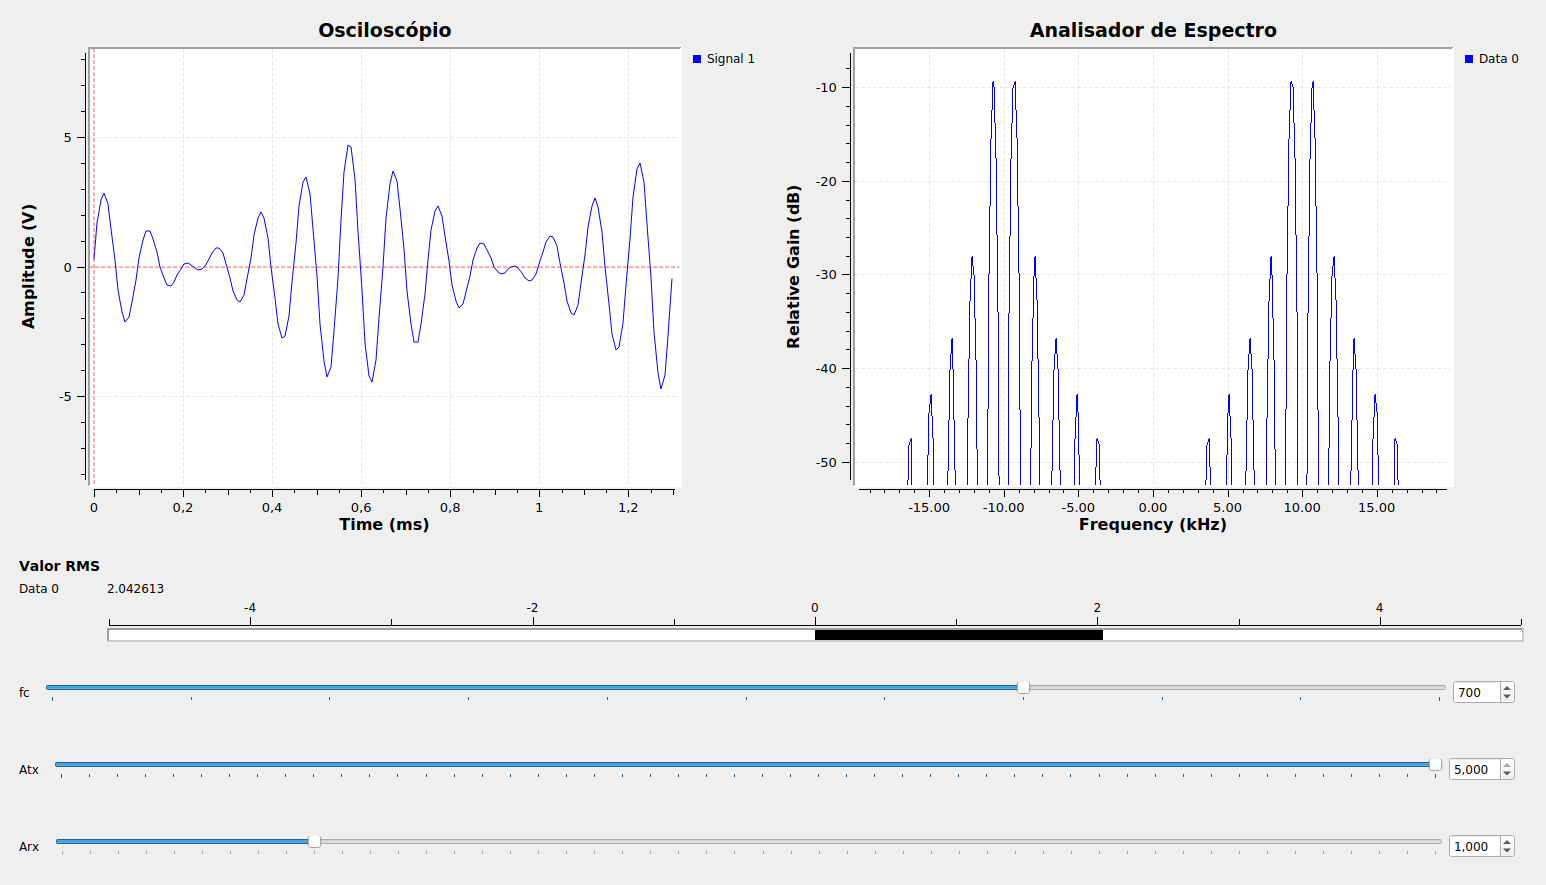 Osciloscópio
Signal 1
Amplitude (V)
5
0
-5
0
0,2
0,4
0,6
0,8
1
1,2
Time (ms)
Analisador de Espectro
Data 0
Relative Gain (dB)
-10
-20
-30
-40
-50
-15.00
-10.00
-5.00
0.00
5.00
10.00
15.00
Frequency (kHz)
Valor RMS
Data 0 2.042613
-4
-2
0
2
4
fc 700
Atx 5,000
Arx 1,000